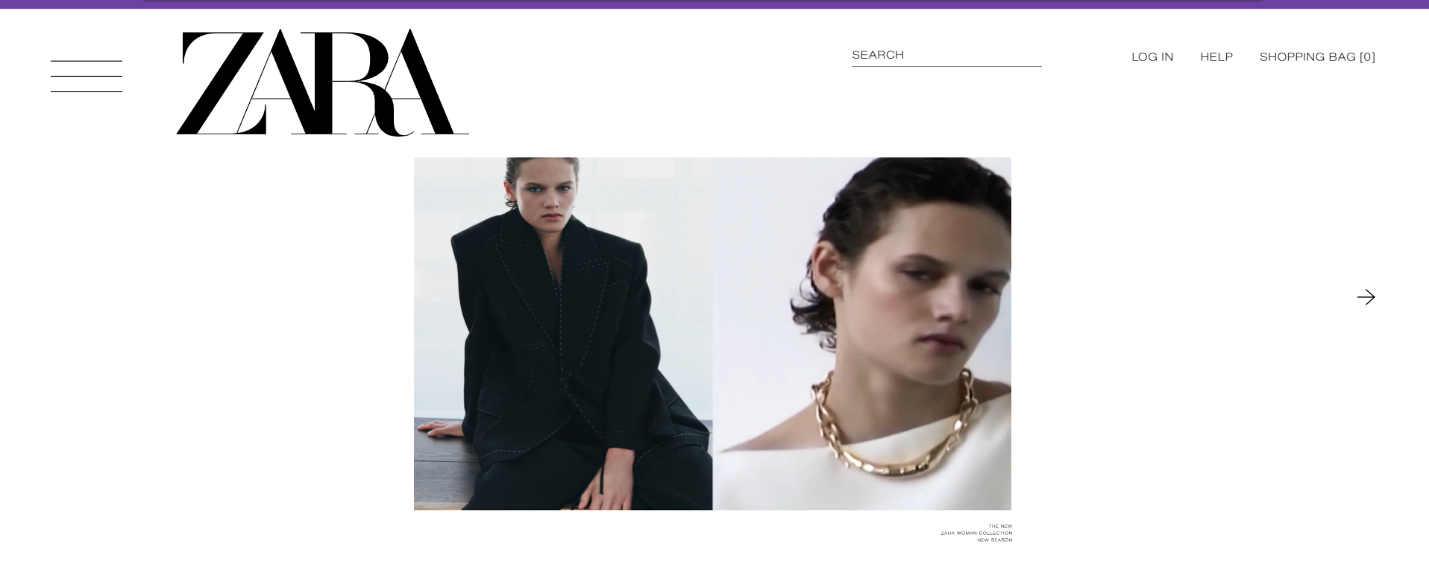 ZARA
SEARCH
LOG IN
HELP
SHOPPING BAG [0]
THE NEW
ZARA WOMAN COLLECTION
NEW SEASON